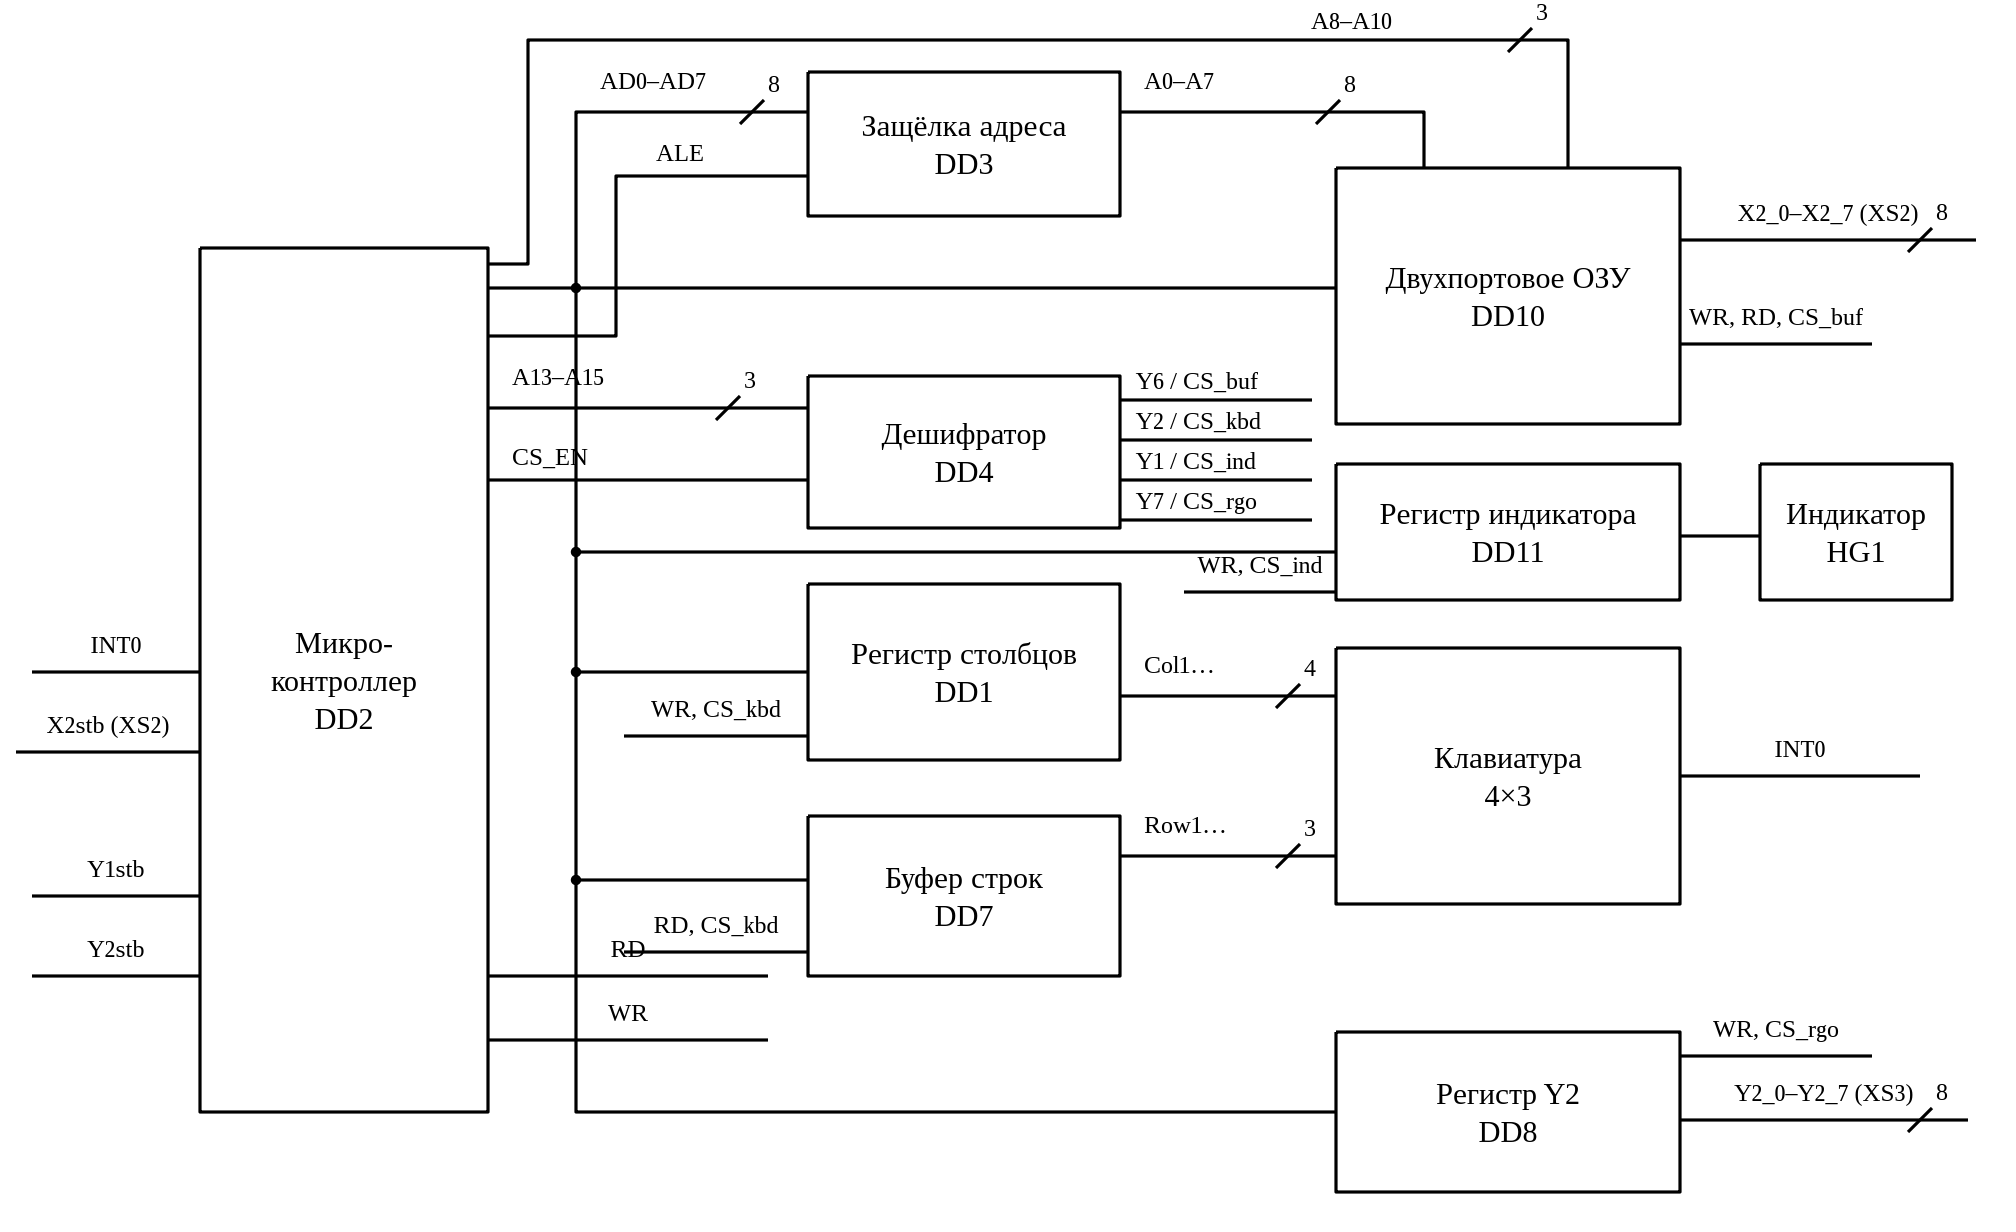 A8–A10
3
AD0–AD7
8
A0–A7
8
Защёлка адреса
DD3
ALE
X2_0–X2_7 (XS2)
8
Двухпортовое ОЗУ
DD10
WR, RD, CS_buf
A13–A15
3
CS_EN
Дешифратор
DD4
Y6 / CS_buf
Y2 / CS_kbd
Y1 / CS_ind
Y7 / CS_rgo
Регистр индикатора
DD11
Индикатор
HG1
WR, CS_ind
INT0
X2stb (XS2)
Микро-
контроллер
DD2
Регистр столбцов
DD1
WR, CS_kbd
Col1…
4
Клавиатура
4×3
INT0
Row1…
3
Y1stb
Y2stb
Буфер строк
DD7
RD, CS_kbd
RD
WR
WR, CS_rgo
Регистр Y2
DD8
Y2_0–Y2_7 (XS3)
8